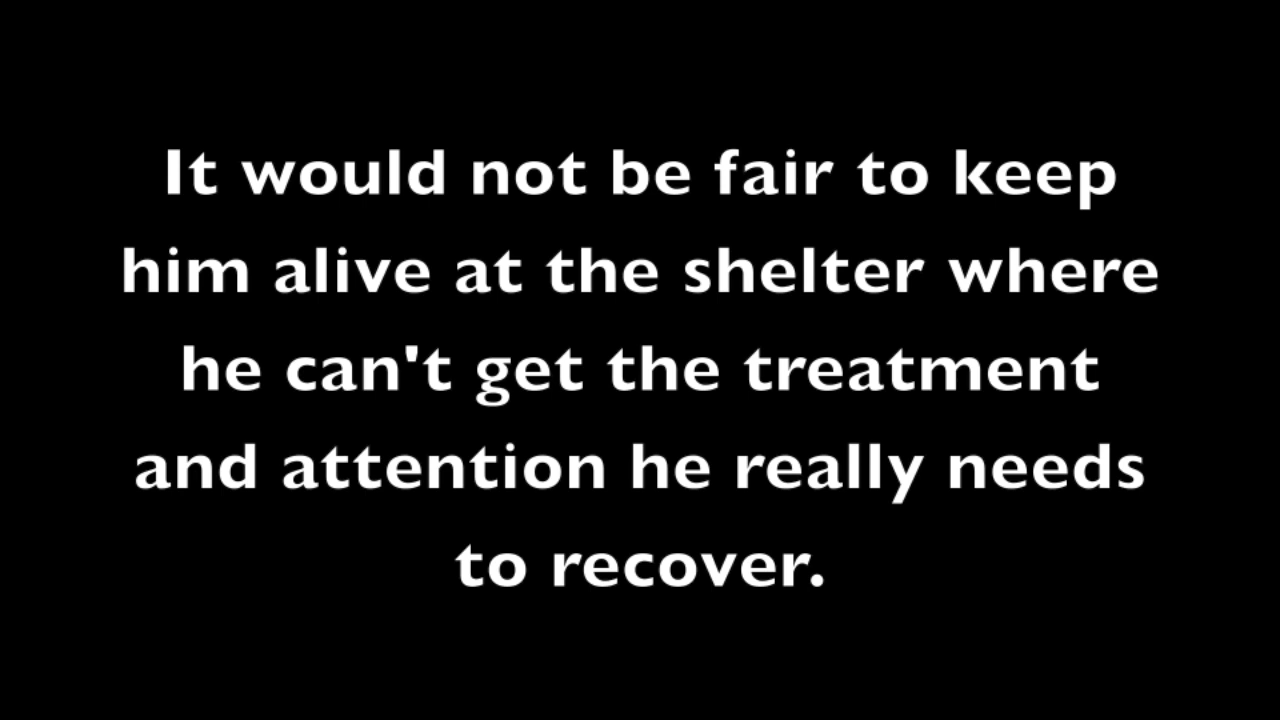 It would not be fair to keep
him alive at the shelter where
he can't get the treatment
and attention he really needs
to recover.